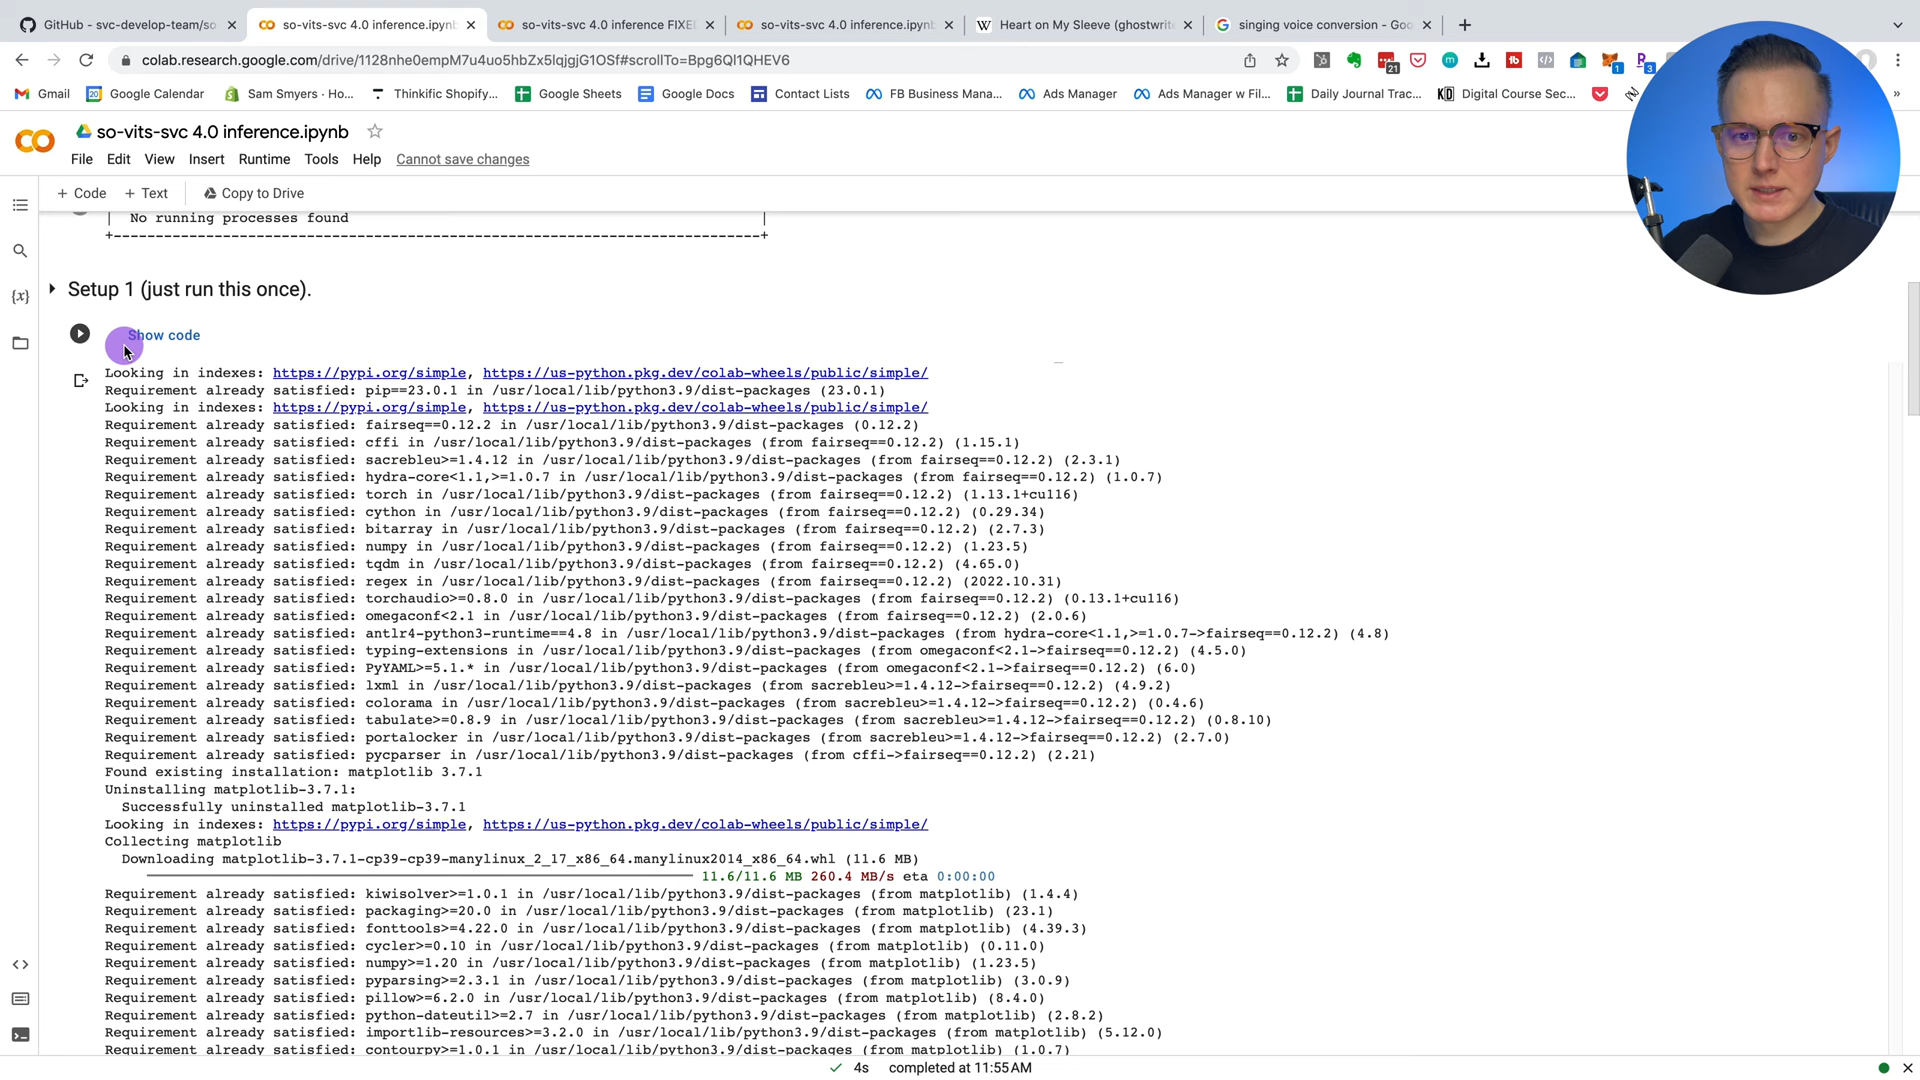 GitHub - svc-develop-team/so
so-vits-svc 4.0 inference.ipynb
so-vits-svc 4.0 inference FIXE
so-vits-svc 4.0 inference.ipynb
Heart on My Sleeve (ghostwrite
singing voice conversion - Goo
colab.research.google.com/drive/1128nhe0empM7u4uo5hbZx5lqjgjG1OSf#scrollTo=Bpg6Ql1QHEV6
21
1
3
Gmail
Google Calendar
Sam Smyers · Ho...
Thinkific Shopify...
Google Sheets
Google Docs
Contact Lists
FB Business Mana...
Ads Manager
Ads Manager w Fil...
Daily Journal Trac...
Digital Course Sec...
so-vits-svc 4.0 inference.ipynb
File Edit View Insert Runtime Tools Help Cannot save changes
+ Code + Text Copy to Drive
| No running processes found |
+-----------------------------------------------------------------------------+
Setup 1 (just run this once).
Show code
Looking in indexes: https://pypi.org/simple, https://us-python.pkg.dev/colab-wheels/public/simple/
Requirement already satisfied: pip==23.0.1 in /usr/local/lib/python3.9/dist-packages (23.0.1)
Looking in indexes: https://pypi.org/simple, https://us-python.pkg.dev/colab-wheels/public/simple/
Requirement already satisfied: fairseq==0.12.2 in /usr/local/lib/python3.9/dist-packages (0.12.2)
Requirement already satisfied: cffi in /usr/local/lib/python3.9/dist-packages (from fairseq==0.12.2) (1.15.1)
Requirement already satisfied: sacrebleu>=1.4.12 in /usr/local/lib/python3.9/dist-packages (from fairseq==0.12.2) (2.3.1)
Requirement already satisfied: hydra-core<1.1,>=1.0.7 in /usr/local/lib/python3.9/dist-packages (from fairseq==0.12.2) (1.0.7)
Requirement already satisfied: torch in /usr/local/lib/python3.9/dist-packages (from fairseq==0.12.2) (1.13.1+cu116)
Requirement already satisfied: cython in /usr/local/lib/python3.9/dist-packages (from fairseq==0.12.2) (0.29.34)
Requirement already satisfied: bitarray in /usr/local/lib/python3.9/dist-packages (from fairseq==0.12.2) (2.7.3)
Requirement already satisfied: numpy in /usr/local/lib/python3.9/dist-packages (from fairseq==0.12.2) (1.23.5)
Requirement already satisfied: tqdm in /usr/local/lib/python3.9/dist-packages (from fairseq==0.12.2) (4.65.0)
Requirement already satisfied: regex in /usr/local/lib/python3.9/dist-packages (from fairseq==0.12.2) (2022.10.31)
Requirement already satisfied: torchaudio>=0.8.0 in /usr/local/lib/python3.9/dist-packages (from fairseq==0.12.2) (0.13.1+cu116)
Requirement already satisfied: omegaconf<2.1 in /usr/local/lib/python3.9/dist-packages (from fairseq==0.12.2) (2.0.6)
Requirement already satisfied: antlr4-python3-runtime==4.8 in /usr/local/lib/python3.9/dist-packages (from hydra-core<1.1,>=1.0.7->fairseq==0.12.2) (4.8)
Requirement already satisfied: typing-extensions in /usr/local/lib/python3.9/dist-packages (from omegaconf<2.1->fairseq==0.12.2) (4.5.0)
Requirement already satisfied: PyYAML>=5.1.* in /usr/local/lib/python3.9/dist-packages (from omegaconf<2.1->fairseq==0.12.2) (6.0)
Requirement already satisfied: lxml in /usr/local/lib/python3.9/dist-packages (from sacrebleu>=1.4.12->fairseq==0.12.2) (4.9.2)
Requirement already satisfied: colorama in /usr/local/lib/python3.9/dist-packages (from sacrebleu>=1.4.12->fairseq==0.12.2) (0.4.6)
Requirement already satisfied: tabulate>=0.8.9 in /usr/local/lib/python3.9/dist-packages (from sacrebleu>=1.4.12->fairseq==0.12.2) (0.8.10)
Requirement already satisfied: portalocker in /usr/local/lib/python3.9/dist-packages (from sacrebleu>=1.4.12->fairseq==0.12.2) (2.7.0)
Requirement already satisfied: pycparser in /usr/local/lib/python3.9/dist-packages (from cffi->fairseq==0.12.2) (2.21)
Found existing installation: matplotlib 3.7.1
Uninstalling matplotlib-3.7.1:
Successfully uninstalled matplotlib-3.7.1
Looking in indexes: https://pypi.org/simple, https://us-python.pkg.dev/colab-wheels/public/simple/
Collecting matplotlib
Downloading matplotlib-3.7.1-cp39-cp39-manylinux_2_17_x86_64.manylinux2014_x86_64.whl (11.6 MB)
11.6/11.6 MB 260.4 MB/s eta 0:00:00
Requirement already satisfied: kiwisolver>=1.0.1 in /usr/local/lib/python3.9/dist-packages (from matplotlib) (1.4.4)
Requirement already satisfied: packaging>=20.0 in /usr/local/lib/python3.9/dist-packages (from matplotlib) (23.1)
Requirement already satisfied: fonttools>=4.22.0 in /usr/local/lib/python3.9/dist-packages (from matplotlib) (4.39.3)
Requirement already satisfied: cycler>=0.10 in /usr/local/lib/python3.9/dist-packages (from matplotlib) (0.11.0)
Requirement already satisfied: numpy>=1.20 in /usr/local/lib/python3.9/dist-packages (from matplotlib) (1.23.5)
Requirement already satisfied: pyparsing>=2.3.1 in /usr/local/lib/python3.9/dist-packages (from matplotlib) (3.0.9)
Requirement already satisfied: pillow>=6.2.0 in /usr/local/lib/python3.9/dist-packages (from matplotlib) (8.4.0)
Requirement already satisfied: python-dateutil>=2.7 in /usr/local/lib/python3.9/dist-packages (from matplotlib) (2.8.2)
Requirement already satisfied: importlib-resources>=3.2.0 in /usr/local/lib/python3.9/dist-packages (from matplotlib) (5.12.0)
Requirement already satisfied: contourpy>=1.0.1 in /usr/local/lib/python3.9/dist-packages (from matplotlib) (1.0.7)
4s completed at 11:55AM